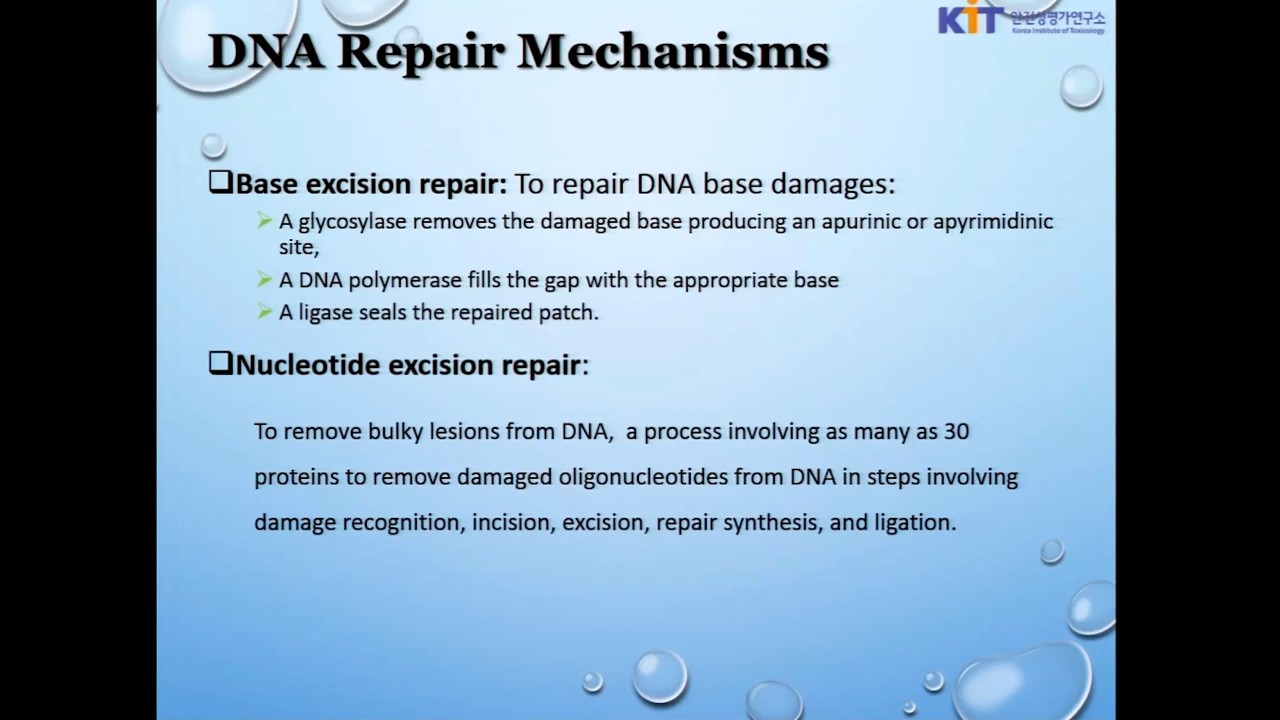 KIT 안전성평가연구소
Korea Institute of Toxicology
DNA Repair Mechanisms
❑Base excision repair: To repair DNA base damages:
➢ A glycosylase removes the damaged base producing an apurinic or apyrimidinic
site,
➢ A DNA polymerase fills the gap with the appropriate base
➢ A ligase seals the repaired patch.
❑Nucleotide excision repair:
To remove bulky lesions from DNA, a process involving as many as 30
proteins to remove damaged oligonucleotides from DNA in steps involving
damage recognition, incision, excision, repair synthesis, and ligation.